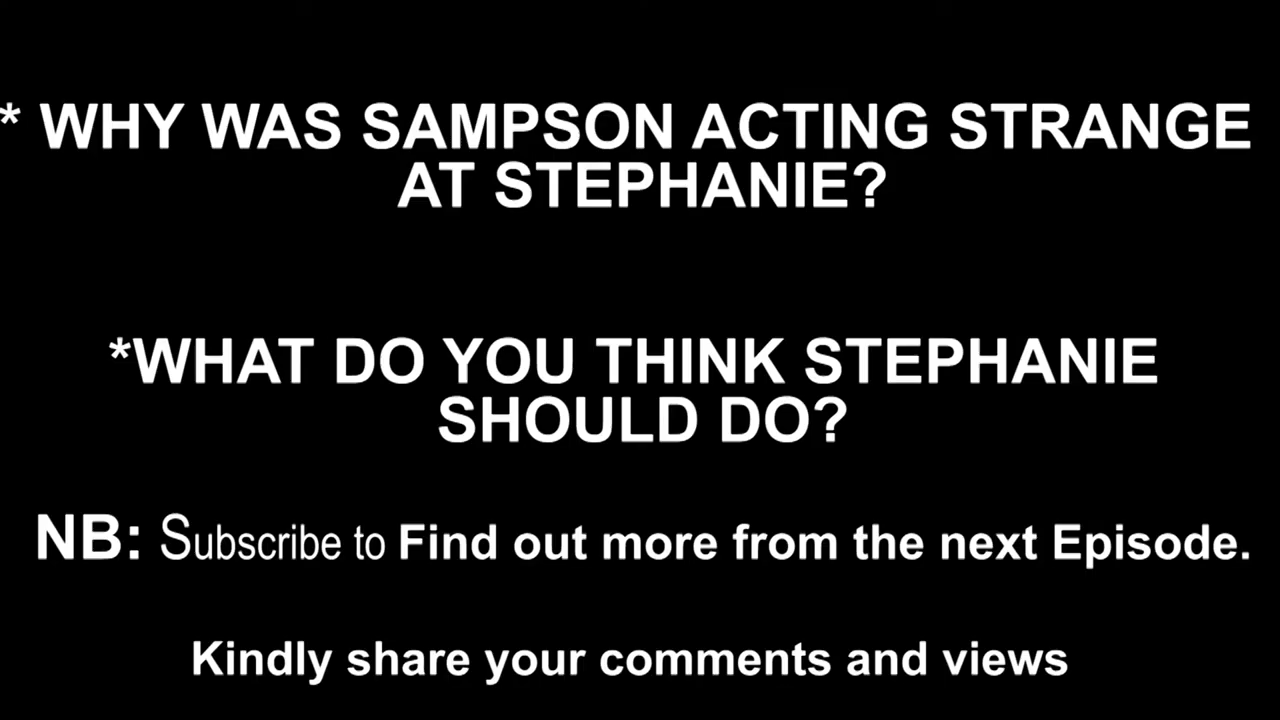 * WHY WAS SAMPSON ACTING STRANGE
AT STEPHANIE?
*WHAT DO YOU THINK STEPHANIE
SHOULD DO?
NB: Subscribe to Find out more from the next Episode.
Kindly share your comments and views